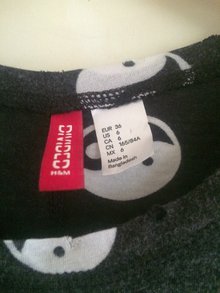 DIVIDED
H&M
EUR 36
US 6
CA 6
CN 165/84A
MX 6
Made in
Bangladesh